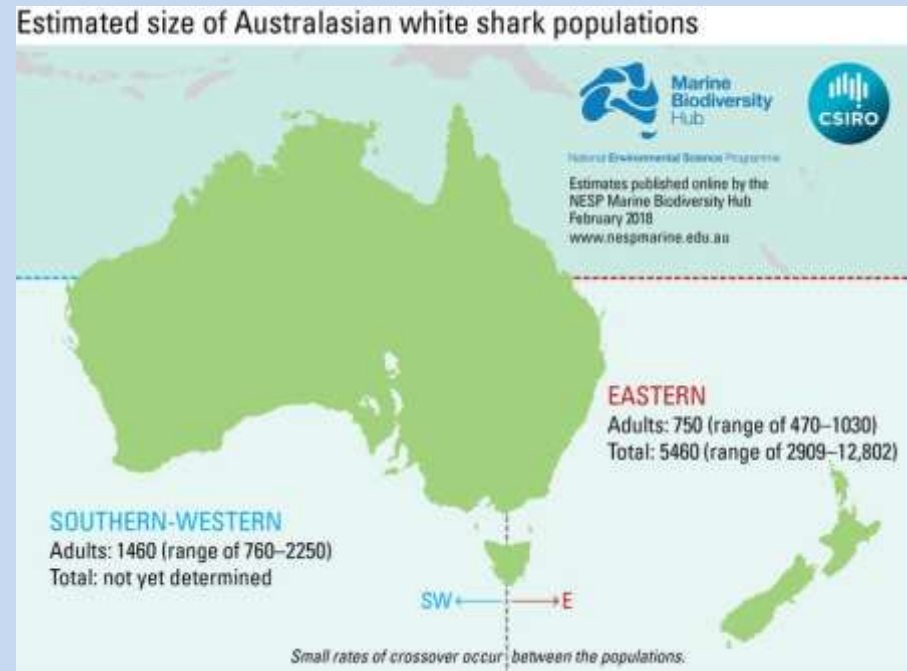 Estimated size of Australasian white shark populations
Marine
Biodiversity
Hub
CSIRO
National Environmental Science Programme
Estimates published online by the
NESP Marine Biodiversity Hub
February 2018
www.nespmarine.edu.au
EASTERN
Adults: 750 (range of 470–1030)
Total: 5460 (range of 2909–12,802)
SOUTHERN-WESTERN
Adults: 1460 (range of 760–2250)
Total: not yet determined
SW E
Small rates of crossover occur between the populations.